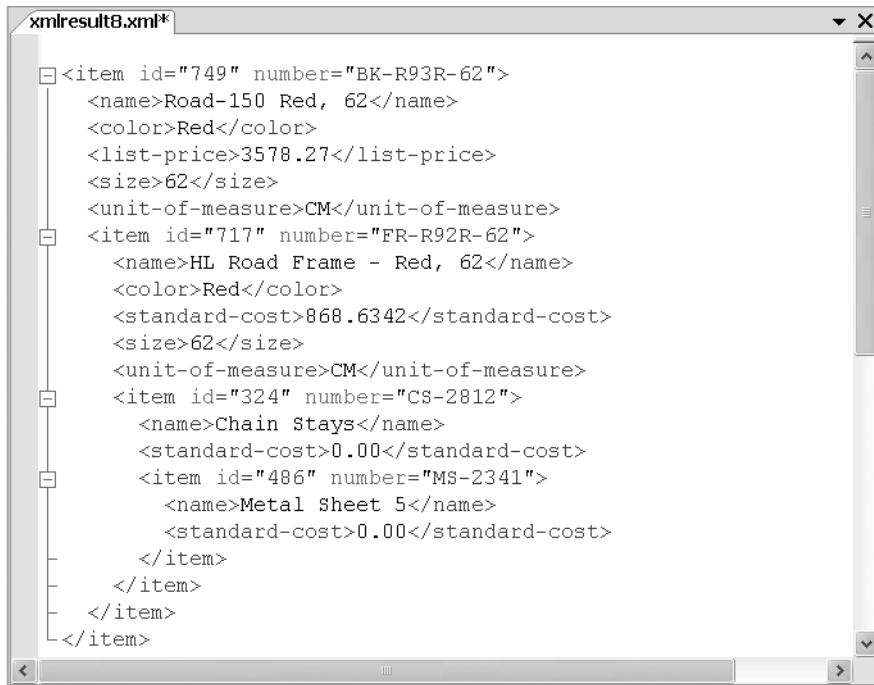 xmlresult8.xml*
<item id="749" number="BK-R93R-62">
<name>Road-150 Red, 62</name>
<color>Red</color>
<list-price>3578.27</list-price>
<size>62</size>
<unit-of-measure>CM</unit-of-measure>
<item id="717" number="FR-R92R-62">
<name>HL Road Frame - Red, 62</name>
<color>Red</color>
<standard-cost>868.6342</standard-cost>
<size>62</size>
<unit-of-measure>CM</unit-of-measure>
<item id="324" number="CS-2812">
<name>Chain Stays</name>
<standard-cost>0.00</standard-cost>
<item id="486" number="MS-2341">
<name>Metal Sheet 5</name>
<standard-cost>0.00</standard-cost>
</item>
</item>
</item>
</item>